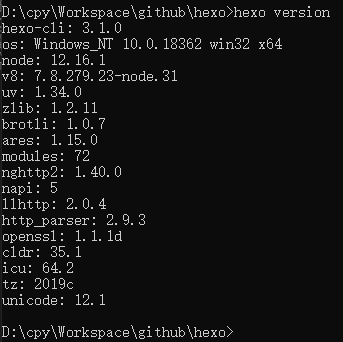 D:\cpy\Workspace\github\hexo>hexo version
hexo-cli: 3.1.0
os: Windows_NT 10.0.18362 win32 x64
node: 12.16.1
v8: 7.8.279.23-node.31
uv: 1.34.0
zlib: 1.2.11
brotli: 1.0.7
ares: 1.15.0
modules: 72
nghttp2: 1.40.0
napi: 5
llhttp: 2.0.4
http_parser: 2.9.3
openssl: 1.1.1d
cldr: 35.1
icu: 64.2
tz: 2019c
unicode: 12.1
D:\cpy\Workspace\github\hexo>